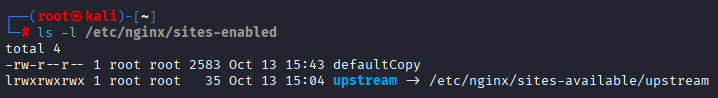 ┌──(root㉿kali)-[~]
└─# ls -l /etc/nginx/sites-enabled
total 4
-rw-r--r-- 1 root root 2583 Oct 13 15:43 defaultCopy
lrwxrwxrwx 1 root root   35 Oct 13 15:04 upstream -> /etc/nginx/sites-available/upstream